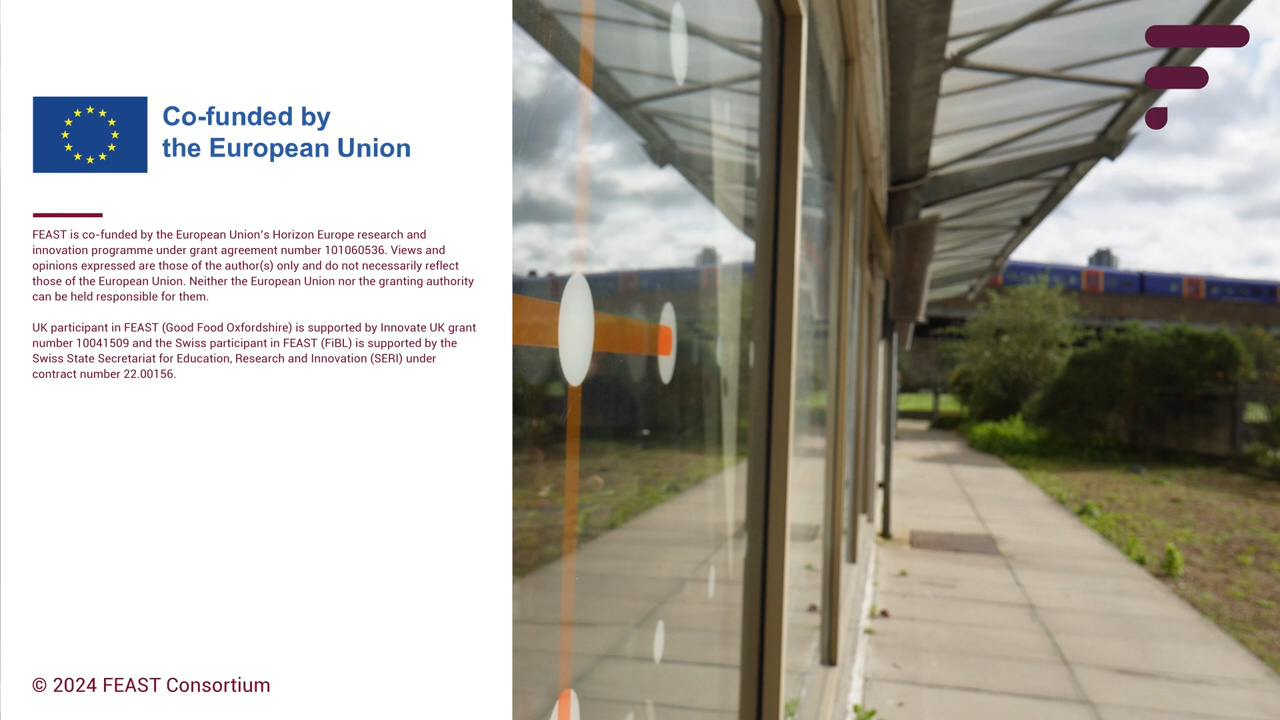 Co-funded by
the European Union
FEAST is co-funded by the European Union's Horizon Europe research and
innovation programme under grant agreement number 101060536. Views and
opinions expressed are those of the author(s) only and do not necessarily reflect
those of the European Union. Neither the European Union nor the granting authority
can be held responsible for them.
UK participant in FEAST (Good Food Oxfordshire) is supported by Innovate UK grant
number 10041509 and the Swiss participant in FEAST (FiBL) is supported by the
Swiss State Secretariat for Education, Research and Innovation (SERI) under
contract number 22.00156.
© 2024 FEAST Consortium